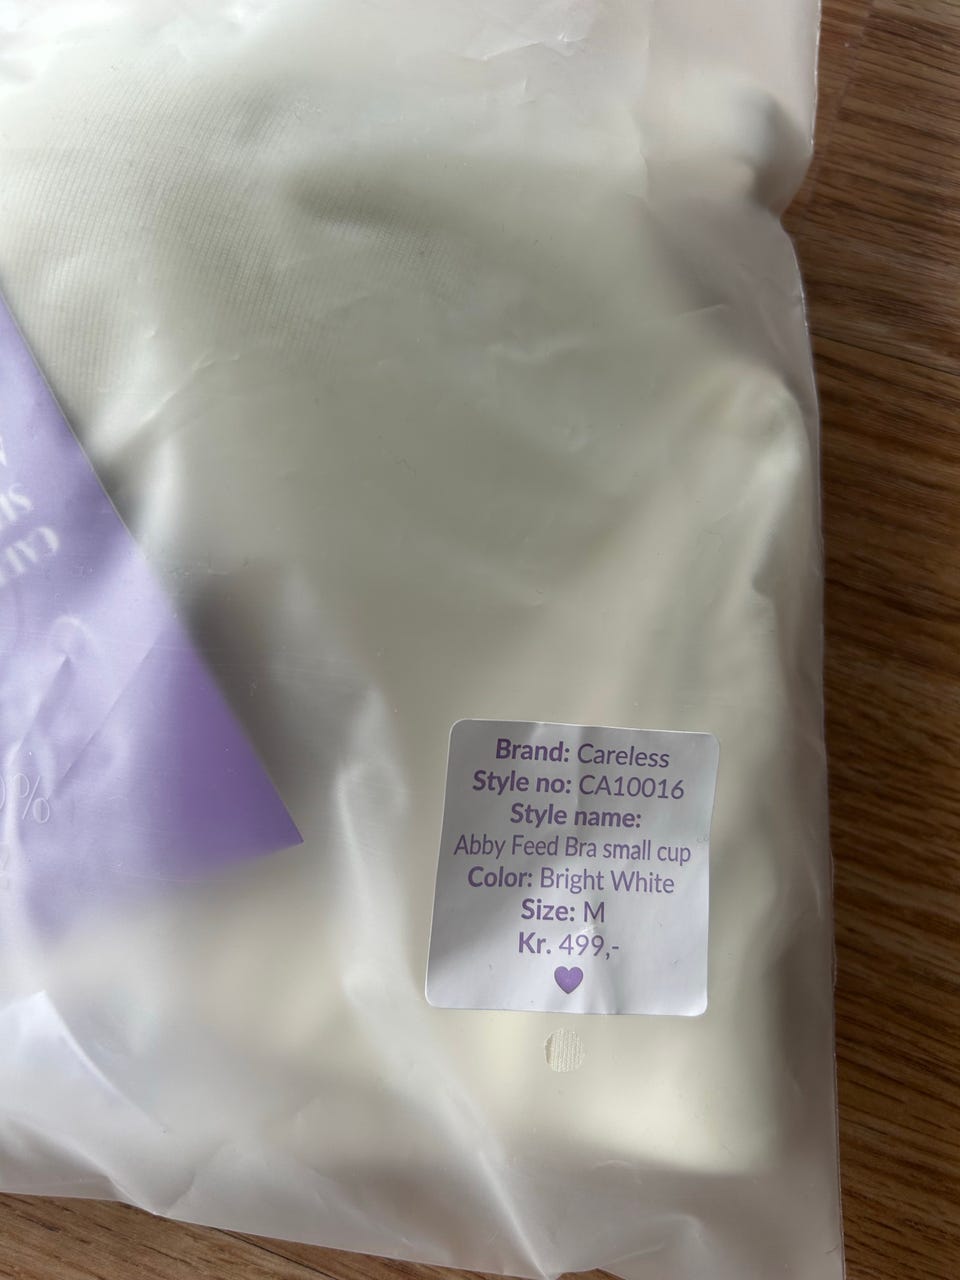 Brand: Careless
Style no: CA10016
Style name:
Abby Feed Bra small cup
Color: Bright White
Size: M
Kr. 499,-